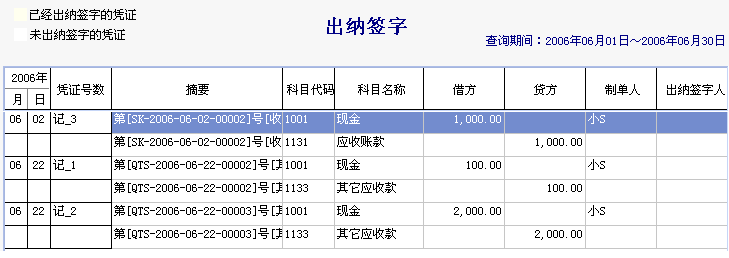 已经出纳签字的凭证
未出纳签字的凭证
出纳签字
查询期间：2006年06月01日～2006年06月30日
2006年 凭证号数 摘要 科目代码 科目名称 借方 贷方 制单人 出纳签字人
月 日
06 02 记_3 第[SK-2006-06-02-00002]号[收 1001 现金 1,000.00 小S
第[SK-2006-06-02-00002]号[收 1131 应收账款 1,000.00
06 22 记_1 第[QTS-2006-06-22-00002]号[其 1001 现金 100.00 小S
第[QTS-2006-06-22-00002]号[其 1133 其它应收款 100.00
06 22 记_2 第[QTS-2006-06-22-00003]号[其 1001 现金 2,000.00 小S
第[QTS-2006-06-22-00003]号[其 1133 其它应收款 2,000.00